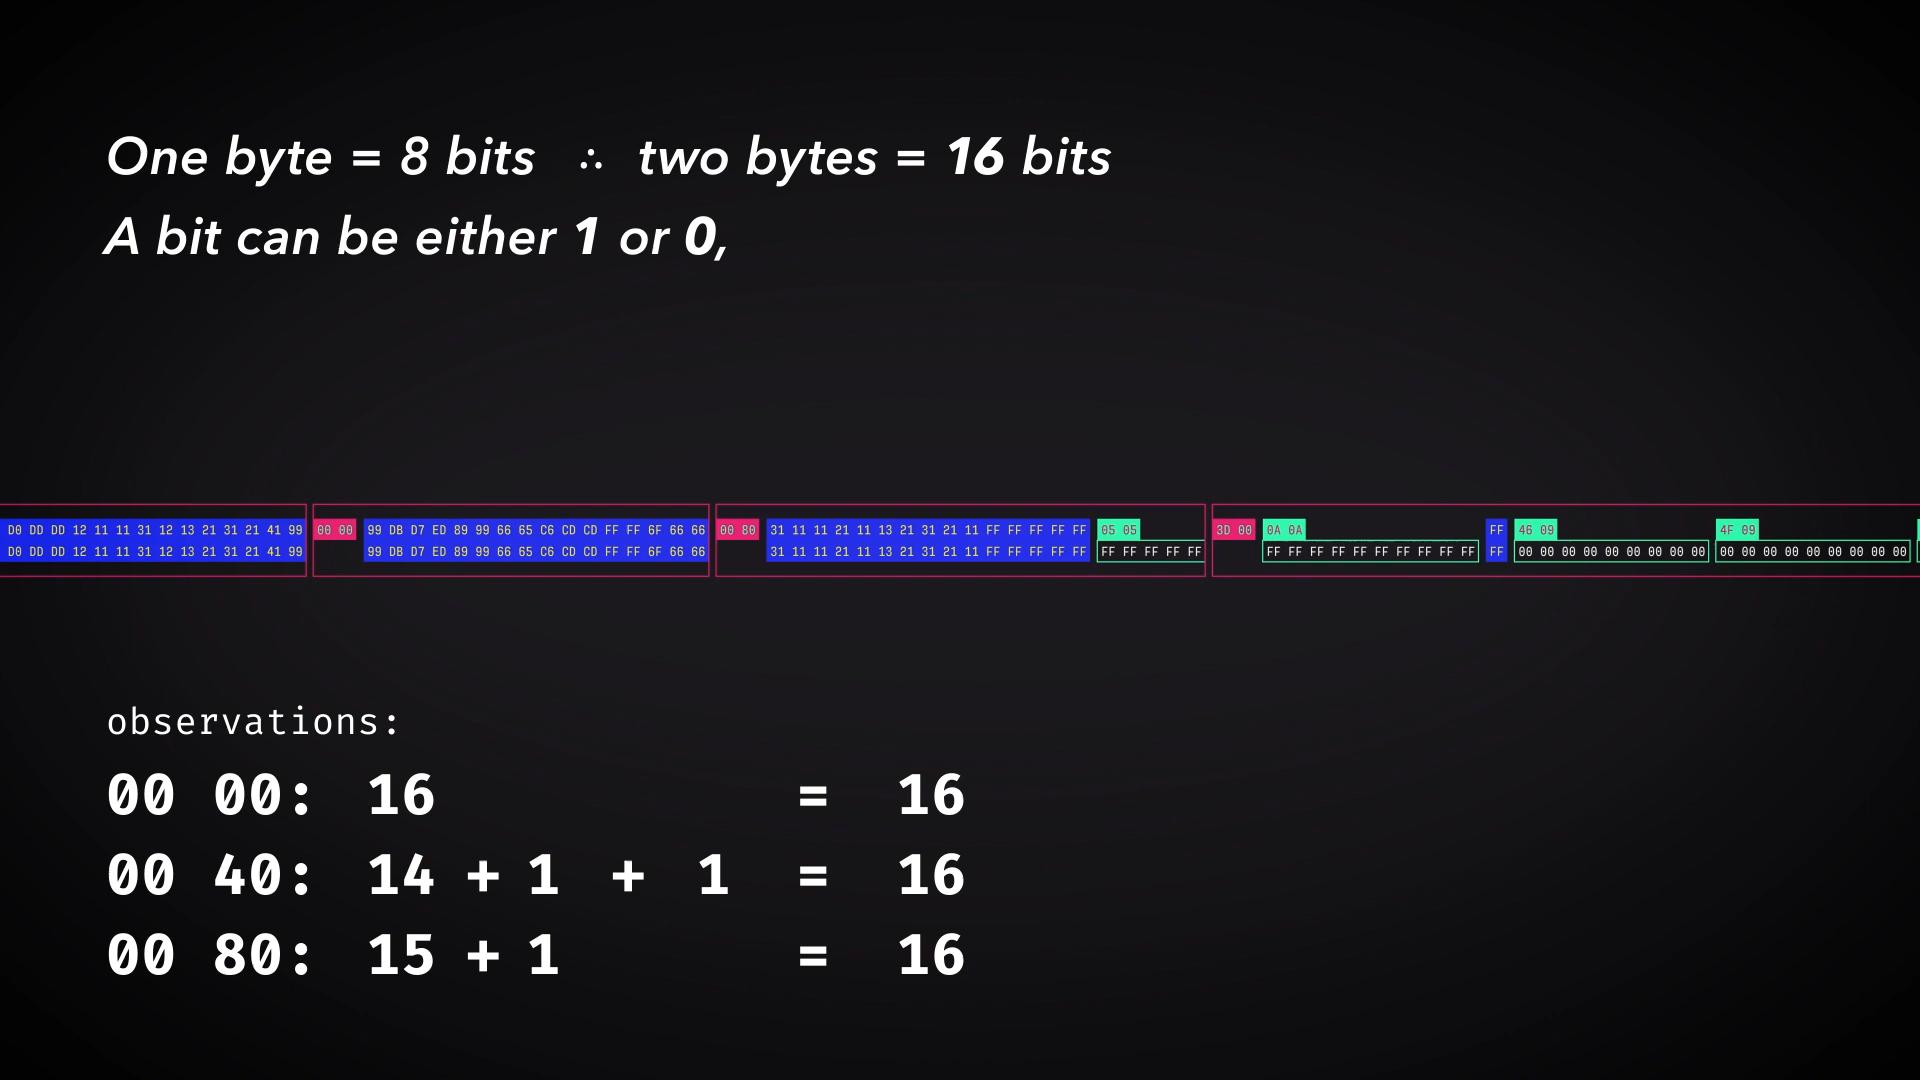 One byte = 8 bits ∴ two bytes = 16 bits
A bit can be either 1 or 0,
D0 DD DD 12 11 11 31 12 13 21 31 21 41 99 00 00 99 DB D7 ED 89 99 66 65 C6 CD CD FF FF 6F 66 66 00 80 31 11 11 21 11 13 21 31 21 11 FF FF FF FF FF 05 05 3D 00 0A 0A FF 46 09 4F 09
D0 DD DD 12 11 11 31 12 13 21 31 21 41 99 99 DB D7 ED 89 99 66 65 C6 CD CD FF FF 6F 66 66 31 11 11 21 11 13 21 31 21 11 FF FF FF FF FF FF FF FF FF FF FF FF FF FF FF FF FF FF FF FF FF 00 00 00 00 00 00 00 00 00 00 00 00 00 00 00 00 00 00
observations:
00 00: 16 = 16
00 40: 14 + 1 + 1 = 16
00 80: 15 + 1 = 16